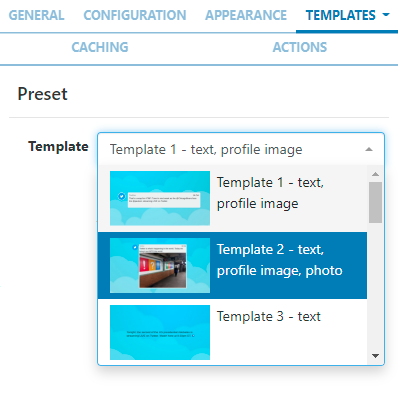 GENERAL CONFIGURATION APPEARANCE TEMPLATES
CACHING ACTIONS
Preset
Template Template 1 - text, profile image
Template 1 - text,
profile image
Template 2 - text,
profile image, photo
Template 3 - text